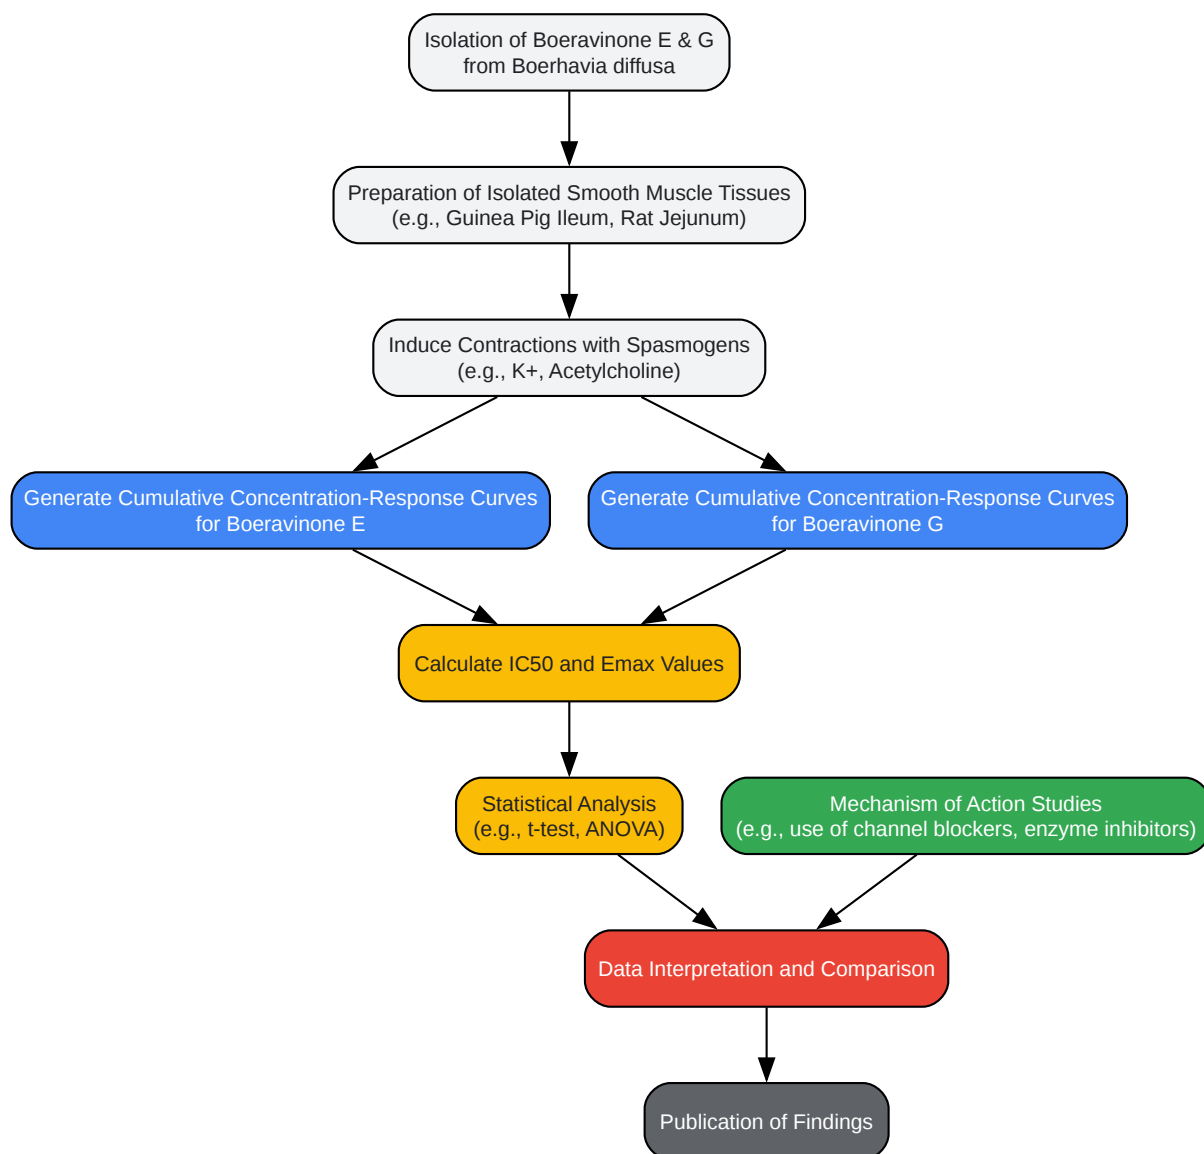 Isolation of Boeravinone E & G
from Boerhavia diffusa
Preparation of Isolated Smooth Muscle Tissues
(e.g., Guinea Pig Ileum, Rat Jejunum)
Induce Contractions with Spasmogens
(e.g., K+, Acetylcholine)
Generate Cumulative Concentration-Response Curves
for Boeravinone E
Generate Cumulative Concentration-Response Curves
for Boeravinone G
Calculate IC50 and Emax Values
Statistical Analysis
(e.g., t-test, ANOVA)
Mechanism of Action Studies
(e.g., use of channel blockers, enzyme inhibitors)
Data Interpretation and Comparison
Publication of Findings